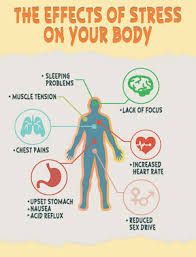 THE EFFECTS OF STRESS
ON YOUR BODY
• SLEEPING
PROBLEMS
• MUSCLE TENSION
• LACK OF FOCUS
• CHEST PAINS
• INCREASED
HEART RATE
• UPSET STOMACH
• NAUSEA
• ACID REFLUX
• REDUCED
SEX DRIVE